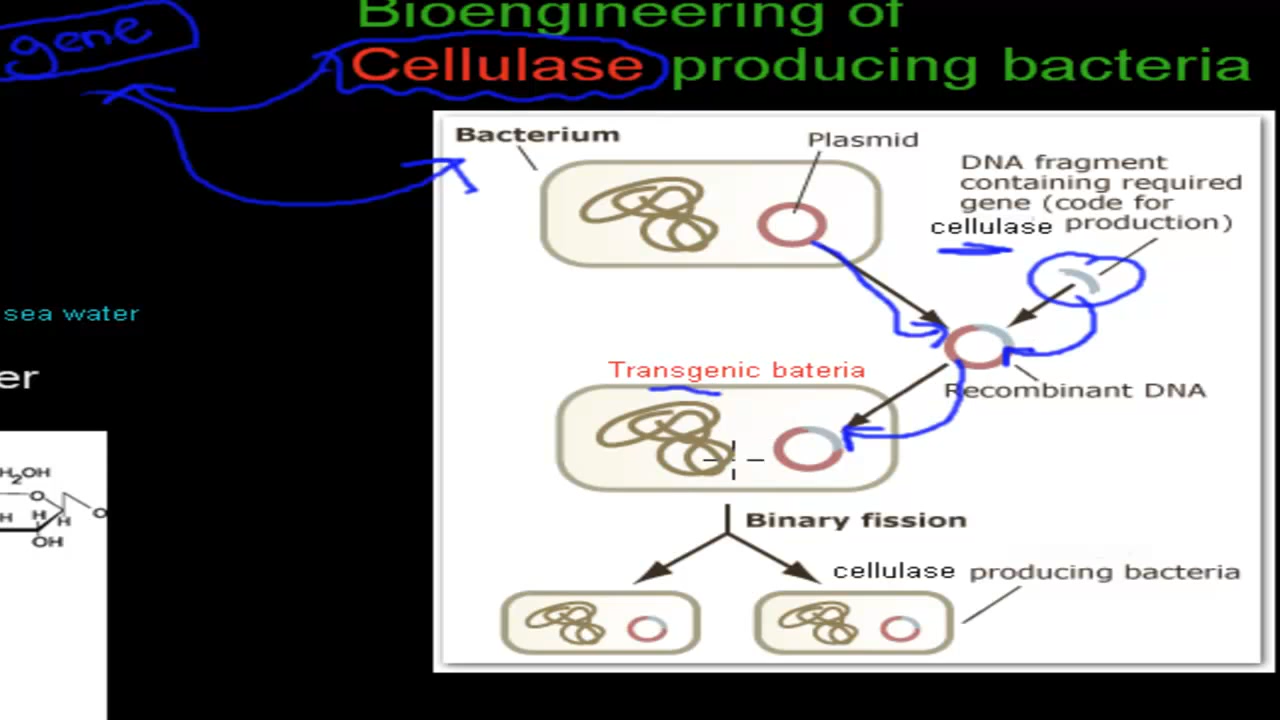 gene
Bioengineering of
Cellulase producing bacteria
Bacterium
Plasmid
DNA fragment
containing required
gene (code for
cellulase production)
sea water
er
Transgenic bateria
Recombinant DNA
H2OH
O
O
H H H
OH
Binary fission
cellulase producing bacteria